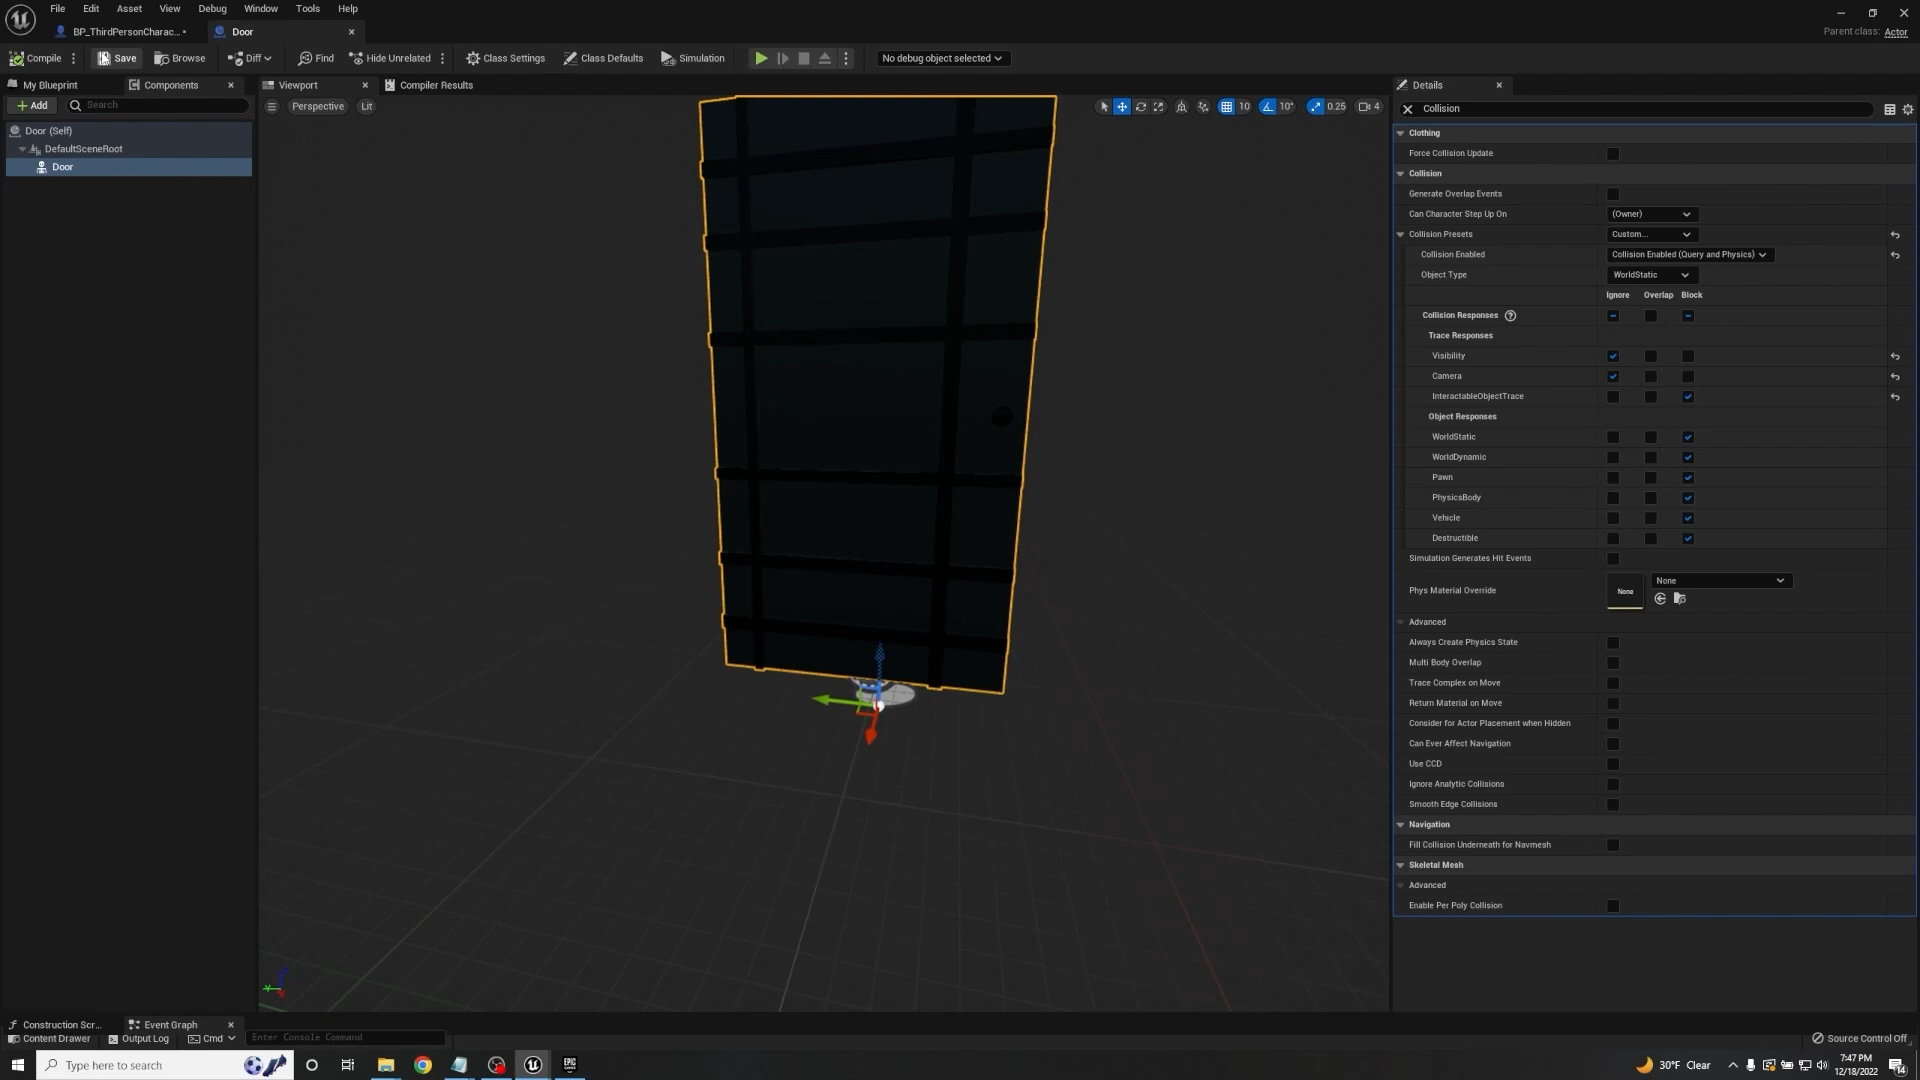 File Edit Asset View Debug Window Tools Help
BP_ThirdPersonCharac...•
Door
Parent class: Actor
Compile
Save
Browse
Diff
Find
Hide Unrelated
Class Settings
Class Defaults
Simulation
No debug object selected
My Blueprint
Components
Viewport
Compiler Results
Details
Add
Search
Perspective
Lit
10
10°
0.25
4
Collision
Door (Self)
DefaultSceneRoot
Door
Clothing
Force Collision Update
Collision
Generate Overlap Events
Can Character Step Up On
(Owner)
Collision Presets
Custom...
Collision Enabled
Collision Enabled (Query and Physics)
Object Type
WorldStatic
Ignore Overlap Block
Collision Responses
Trace Responses
Visibility
Camera
InteractableObjectTrace
Object Responses
WorldStatic
WorldDynamic
Pawn
PhysicsBody
Vehicle
Destructible
Simulation Generates Hit Events
Phys Material Override
None
None
Advanced
Always Create Physics State
Multi Body Overlap
Trace Complex on Move
Return Material on Move
Consider for Actor Placement when Hidden
Can Ever Affect Navigation
Use CCD
Ignore Analytic Collisions
Smooth Edge Collisions
Navigation
Fill Collision Underneath for Navmesh
Skeletal Mesh
Advanced
Enable Per Poly Collision
Construction Scr...
Event Graph
Content Drawer
Output Log
Cmd
Enter Console Command
Source Control Off
Type here to search
EPIC
30°F Clear
7:47 PM
12/18/2022
14